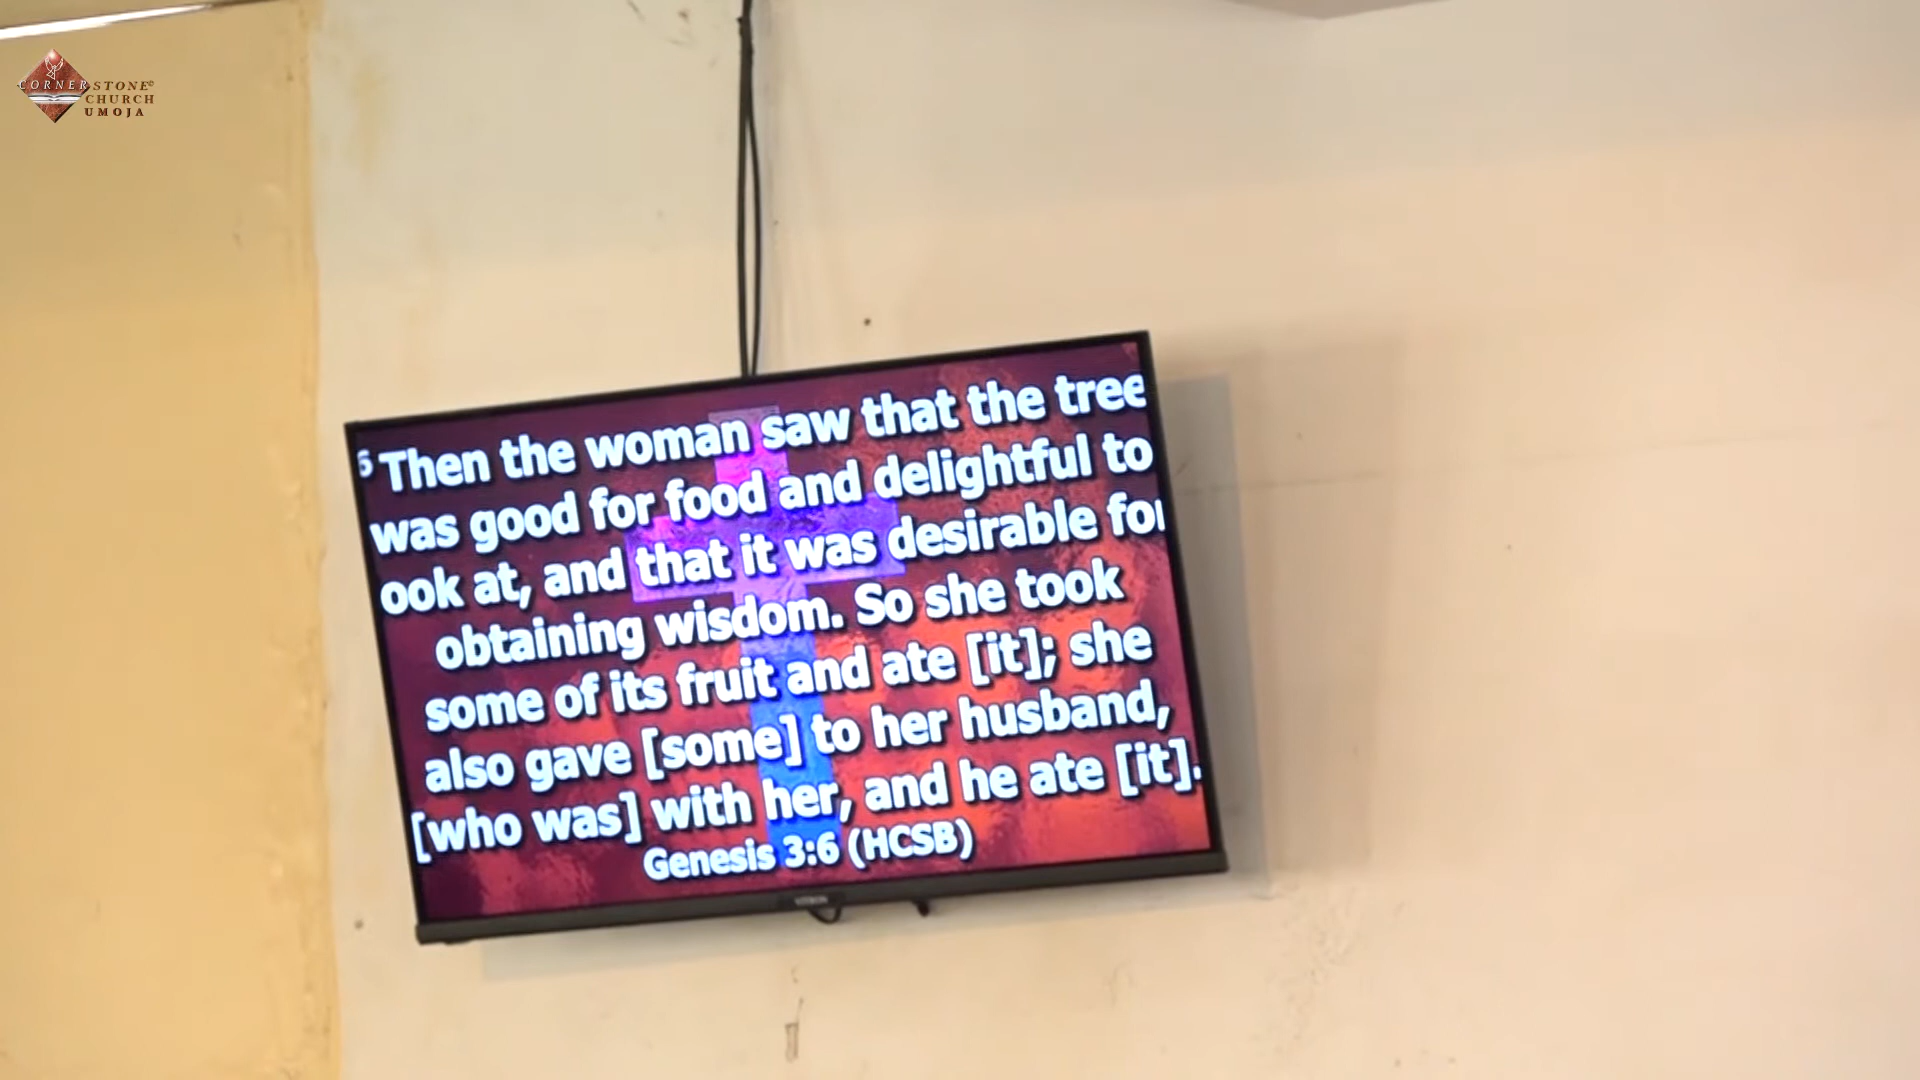 CORNERSTONE
CHURCH
UMOJA
6 Then the woman saw that the tree
was good for food and delightful to
ook at, and that it was desirable for
obtaining wisdom. So she took
some of its fruit and ate [it]; she
also gave [some] to her husband,
[who was] with her, and he ate [it].
Genesis 3:6 (HCSB)